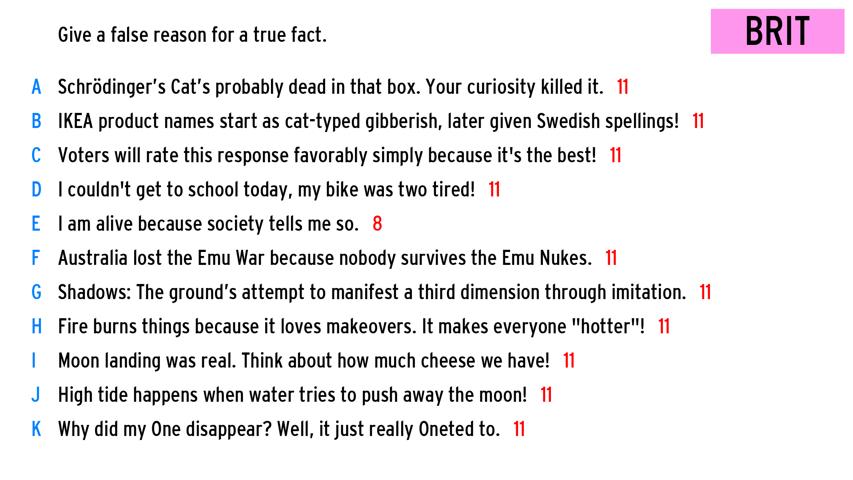 Give a false reason for a true fact.
BRIT
A Schrödinger's Cat's probably dead in that box. Your curiosity killed it. 11
B IKEA product names start as cat-typed gibberish, later given Swedish spellings! 11
C Voters will rate this response favorably simply because it's the best! 11
D I couldn't get to school today, my bike was two tired! 11
E I am alive because society tells me so. 8
F Australia lost the Emu War because nobody survives the Emu Nukes. 11
G Shadows: The ground's attempt to manifest a third dimension through imitation. 11
H Fire burns things because it loves makeovers. It makes everyone "hotter"! 11
I Moon landing was real. Think about how much cheese we have! 11
J High tide happens when water tries to push away the moon! 11
K Why did my One disappear? Well, it just really Oneted to. 11